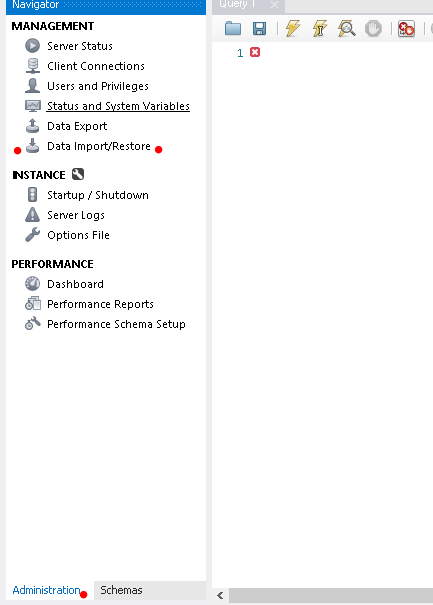 Navigator
Query 1
MANAGEMENT
Server Status
Client Connections
Users and Privileges
Status and System Variables
Data Export
Data Import/Restore
INSTANCE
Startup / Shutdown
Server Logs
Options File
PERFORMANCE
Dashboard
Performance Reports
Performance Schema Setup
1
Administration
Schemas